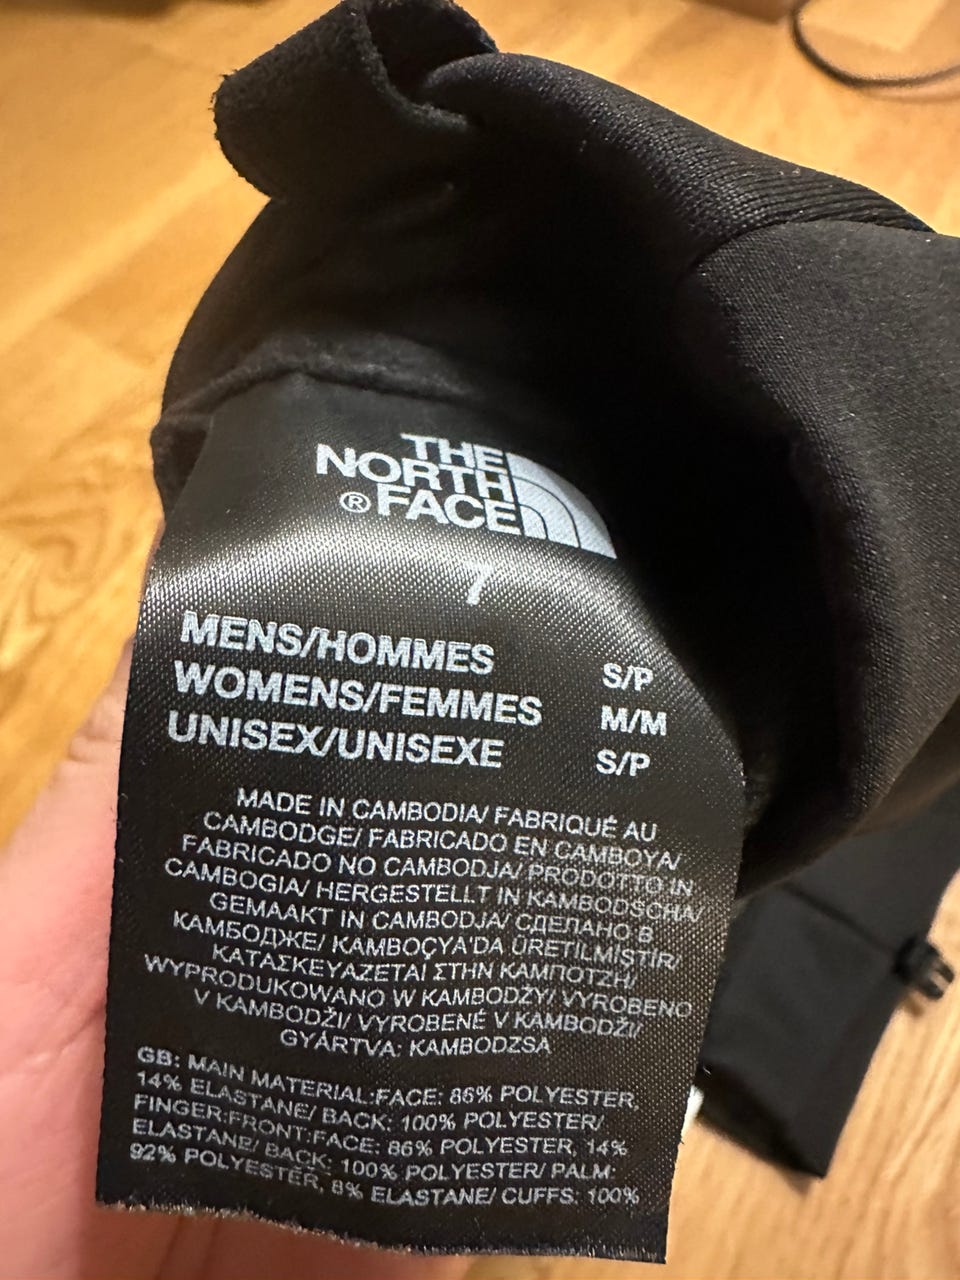 THE
NORTH
®FACE
7
MENS/HOMMES S/P
WOMENS/FEMMES M/M
UNISEX/UNISEXE S/P
MADE IN CAMBODIA/ FABRIQUÉ AU
CAMBODGE/ FABRICADO EN CAMBOYA/
FABRICADO NO CAMBODJA/ PRODOTTO IN
CAMBOGIA/ HERGESTELLT IN KAMBODSCHA/
GEMAAKT IN CAMBODJA/ СДЕЛАНО В
КАМБОДЖЕ/ KAMBOÇYA'DA ÜRETILMISTIR/
ΚΑΤΑΣΚΕΥΑΖΕΤΑΙ ΣΤΗΝ ΚΑΜΠΟΤΖΗ/
WYPRODUKOWANO W KAMBODŻY/ VYROBENO
V KAMBODŽI/ VYROBENÉ V KAMBODŽI/
GYÁRTVA: KAMBODZSA
GB: MAIN MATERIAL:FACE: 86% POLYESTER,
14% ELASTANE/ BACK: 100% POLYESTER/
FINGER:FRONT:FACE: 86% POLYESTER, 14%
ELASTANE/ BACK: 100% POLYESTER/ PALM:
92% POLYESTER, 8% ELASTANE/ CUFFS: 100%